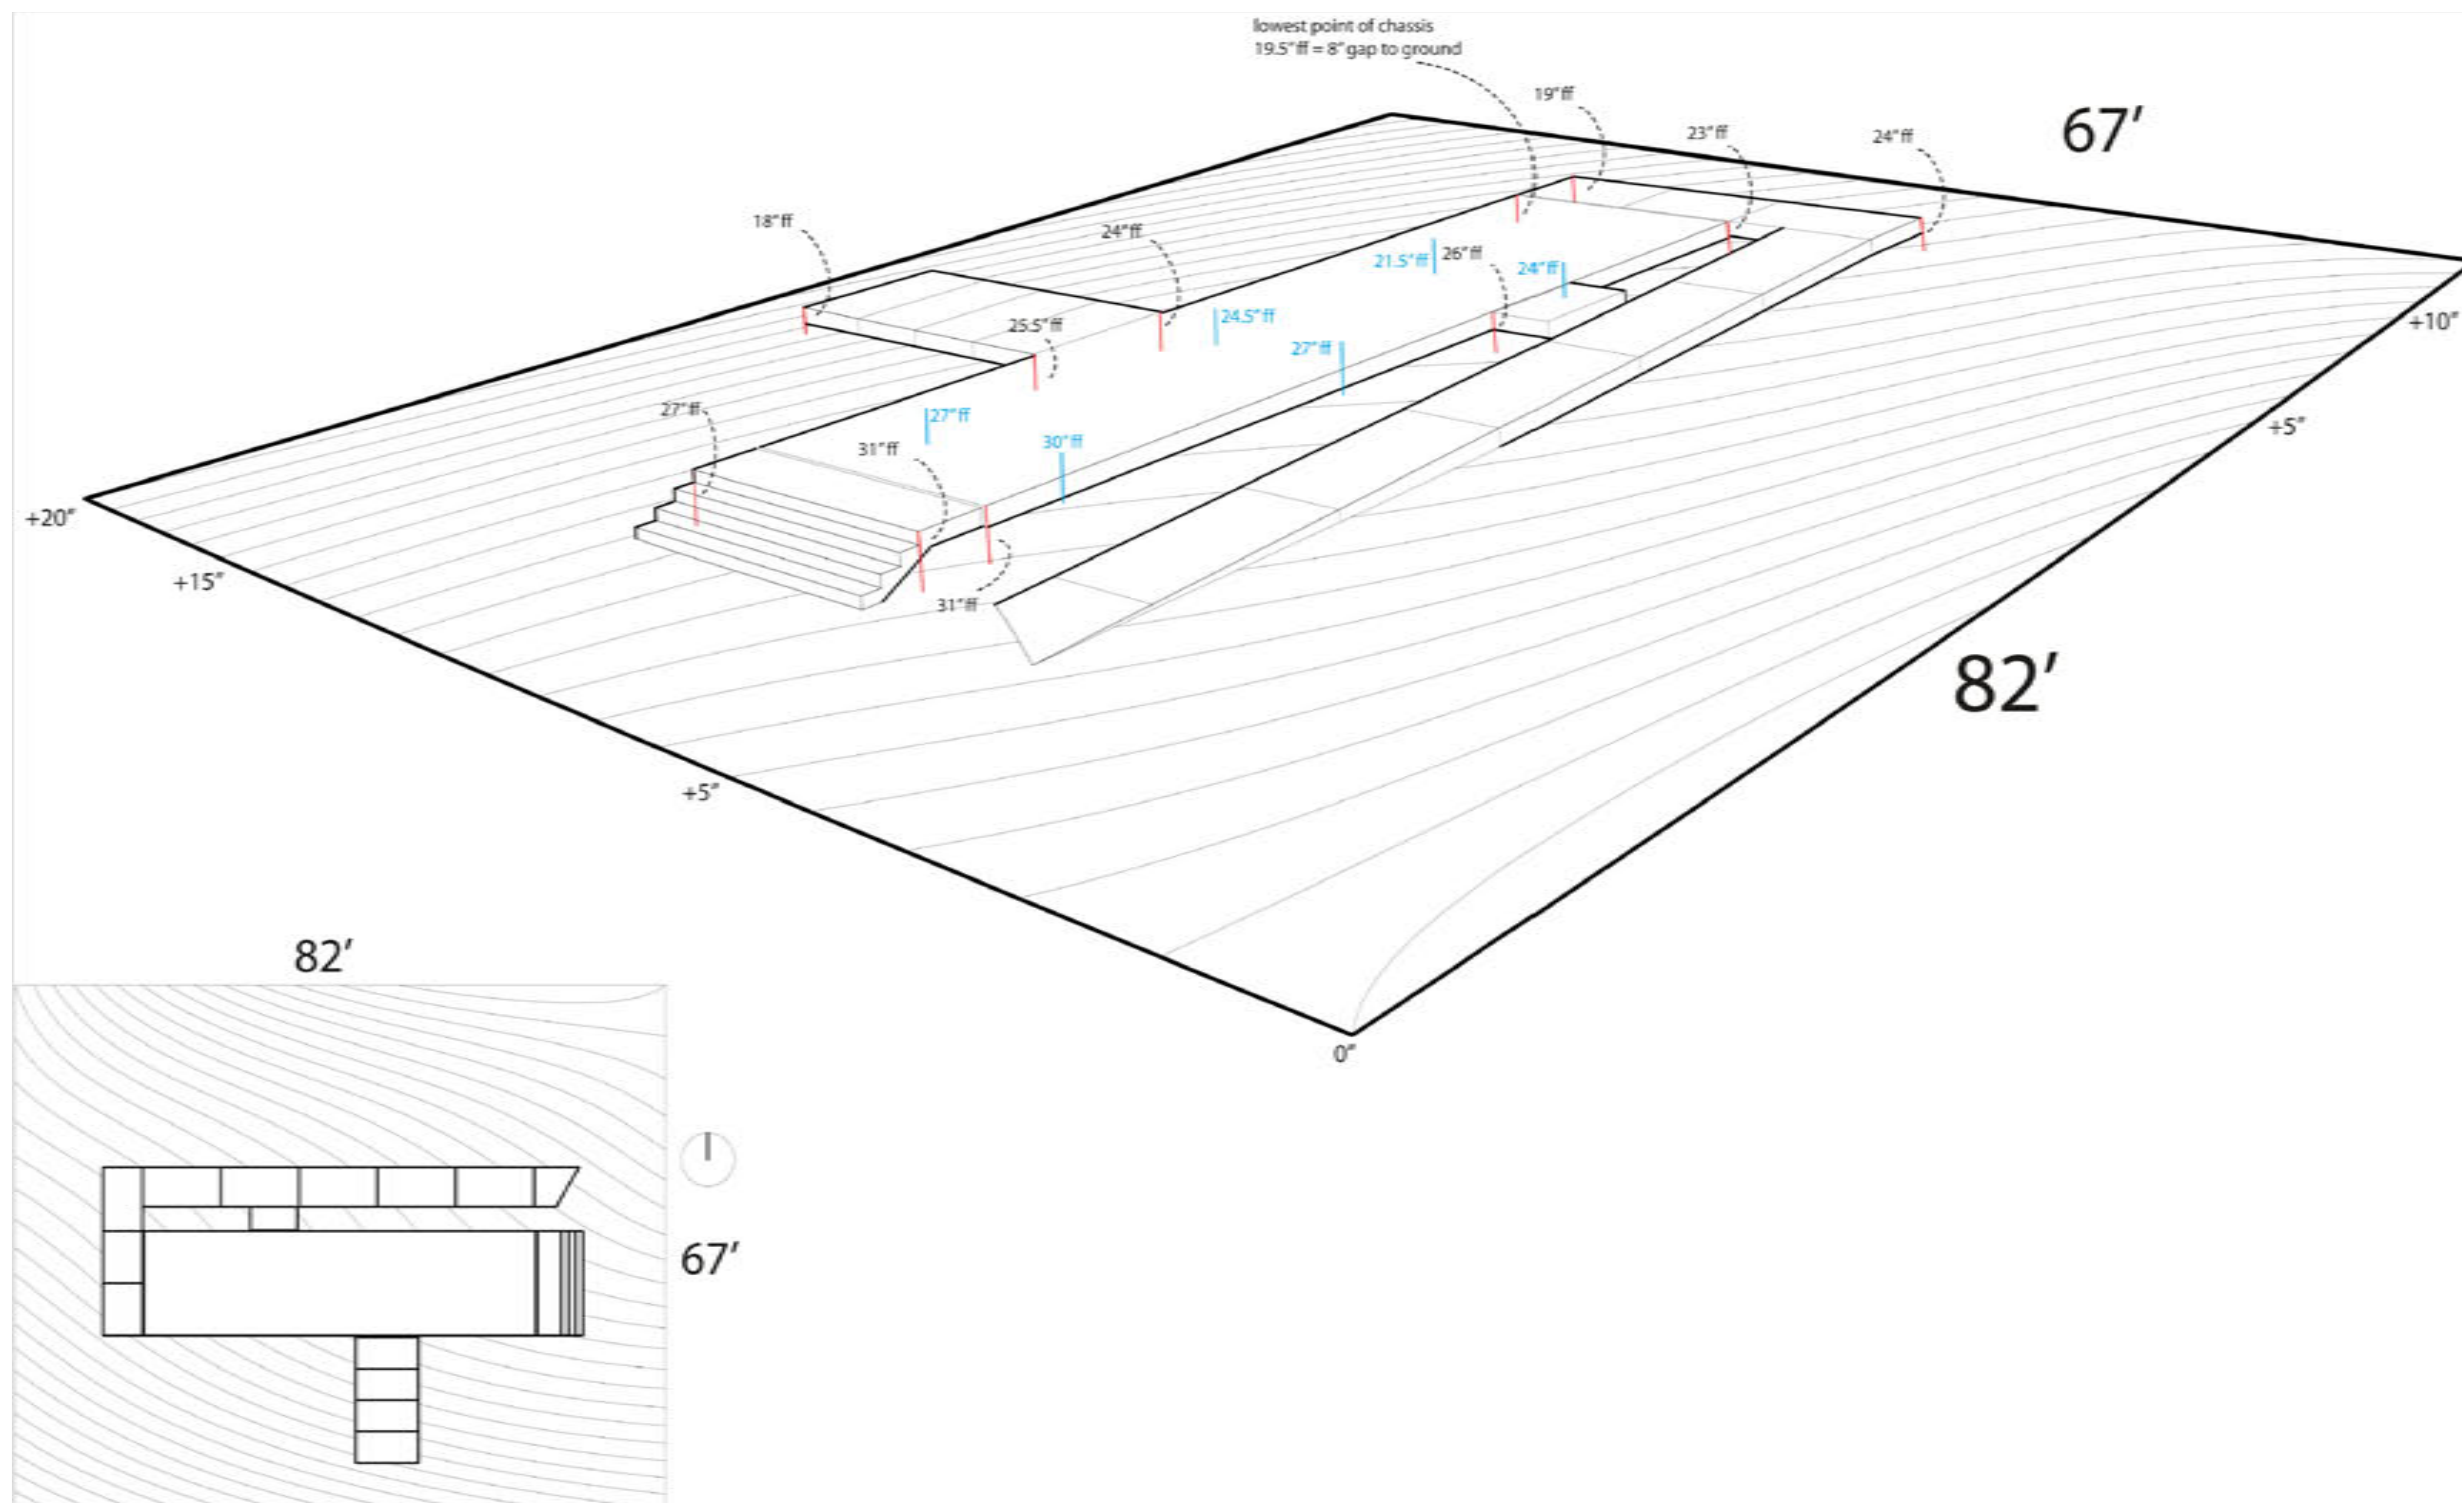 lowest point of chassis
19.5"ff = 8" gap to ground
19"ff
67'
23"ff
24"ff
18"ff
24"ff
21.5"ff
26"ff
24"ff
24.5"ff
25.5"ff
27"ff
+10"
27"ff
27"ff
+5"
31"ff
30"ff
+20"
+15"
31"ff
82'
+5"
82'
0"
67'